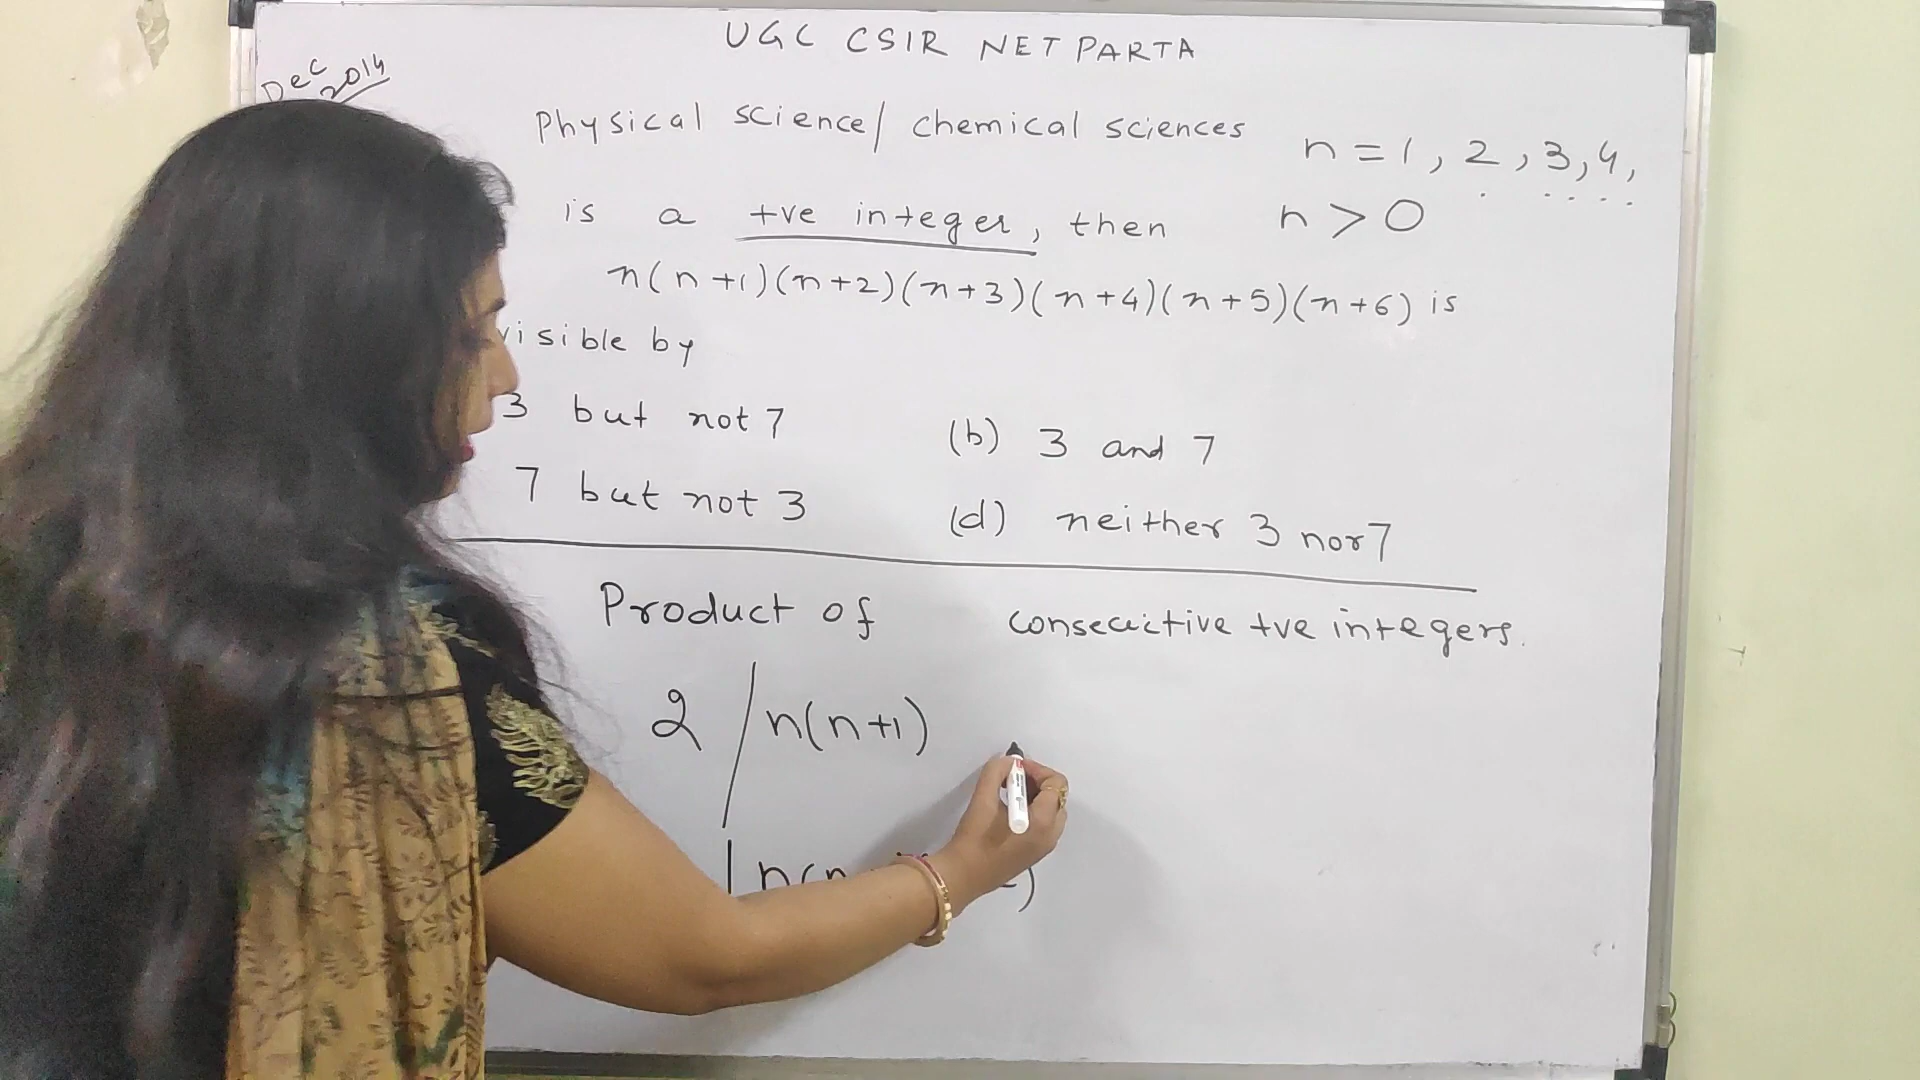 UGC CSIR NET PART A
Dec 2014
Physical science/ chemical sciences
n = 1, 2, 3, 4, .....
is a +ve integer, then
n > 0
n(n+1)(n+2)(n+3)(n+4)(n+5)(n+6) is
visible by
3 but not 7
(b) 3 and 7
7 but not 3
(d) neither 3 nor 7
Product of consecutive +ve integers.
2 / n(n+1)